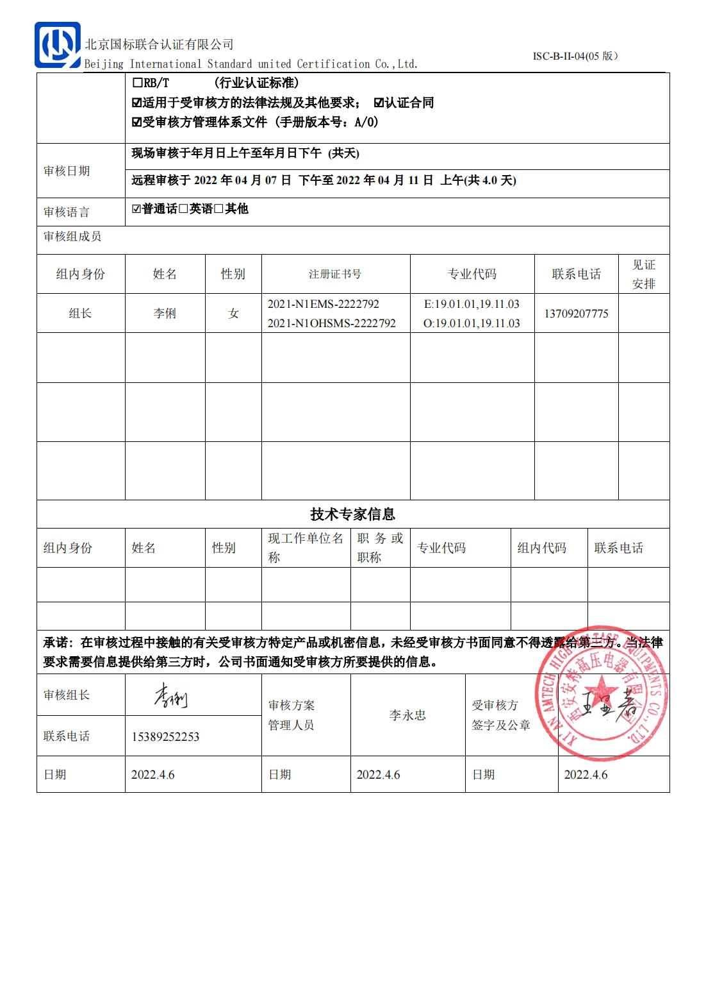 北京国标联合认证有限公司
Beijing International Standard united Certification Co.,Ltd.
ISC-B-II-04(05 版）
☐RB/T (行业认证标准)
☑适用于受审核方的法律法规及其他要求； ☑认证合同
☑受审核方管理体系文件（手册版本号：A/0）
审核日期
现场审核于年月日上午至年月日下午 (共天)
远程审核于 2022 年 04 月 07 日 下午至 2022 年 04 月 11 日 上午(共 4.0 天)
审核语言
☑普通话☐英语☐其他
审核组成员
组内身份 姓名 性别 注册证书号 专业代码 联系电话 见证
安排
组长 李俐 女 2021-N1EMS-2222792 E:19.01.01,19.11.03 13709207775
2021-N1OHSMS-2222792 O:19.01.01,19.11.03
技术专家信息
组内身份 姓名 性别 现工作单位名 职务或 专业代码 组内代码 联系电话
称 职称
承诺：在审核过程中接触的有关受审核方特定产品或机密信息，未经受审核方书面同意不得透露给第三方。当法律
要求需要信息提供给第三方时，公司书面通知受审核方所要提供的信息。
审核组长 李俐
审核方案
管理人员
李永忠
受审核方
签字及公章
XI'AN AMTECH HIGH VOLTAGE EQUIPMENTS CO.,LTD.
西安安特高压电器有限公司
联系电话 15389252253
日期 2022.4.6 日期 2022.4.6 日期 2022.4.6